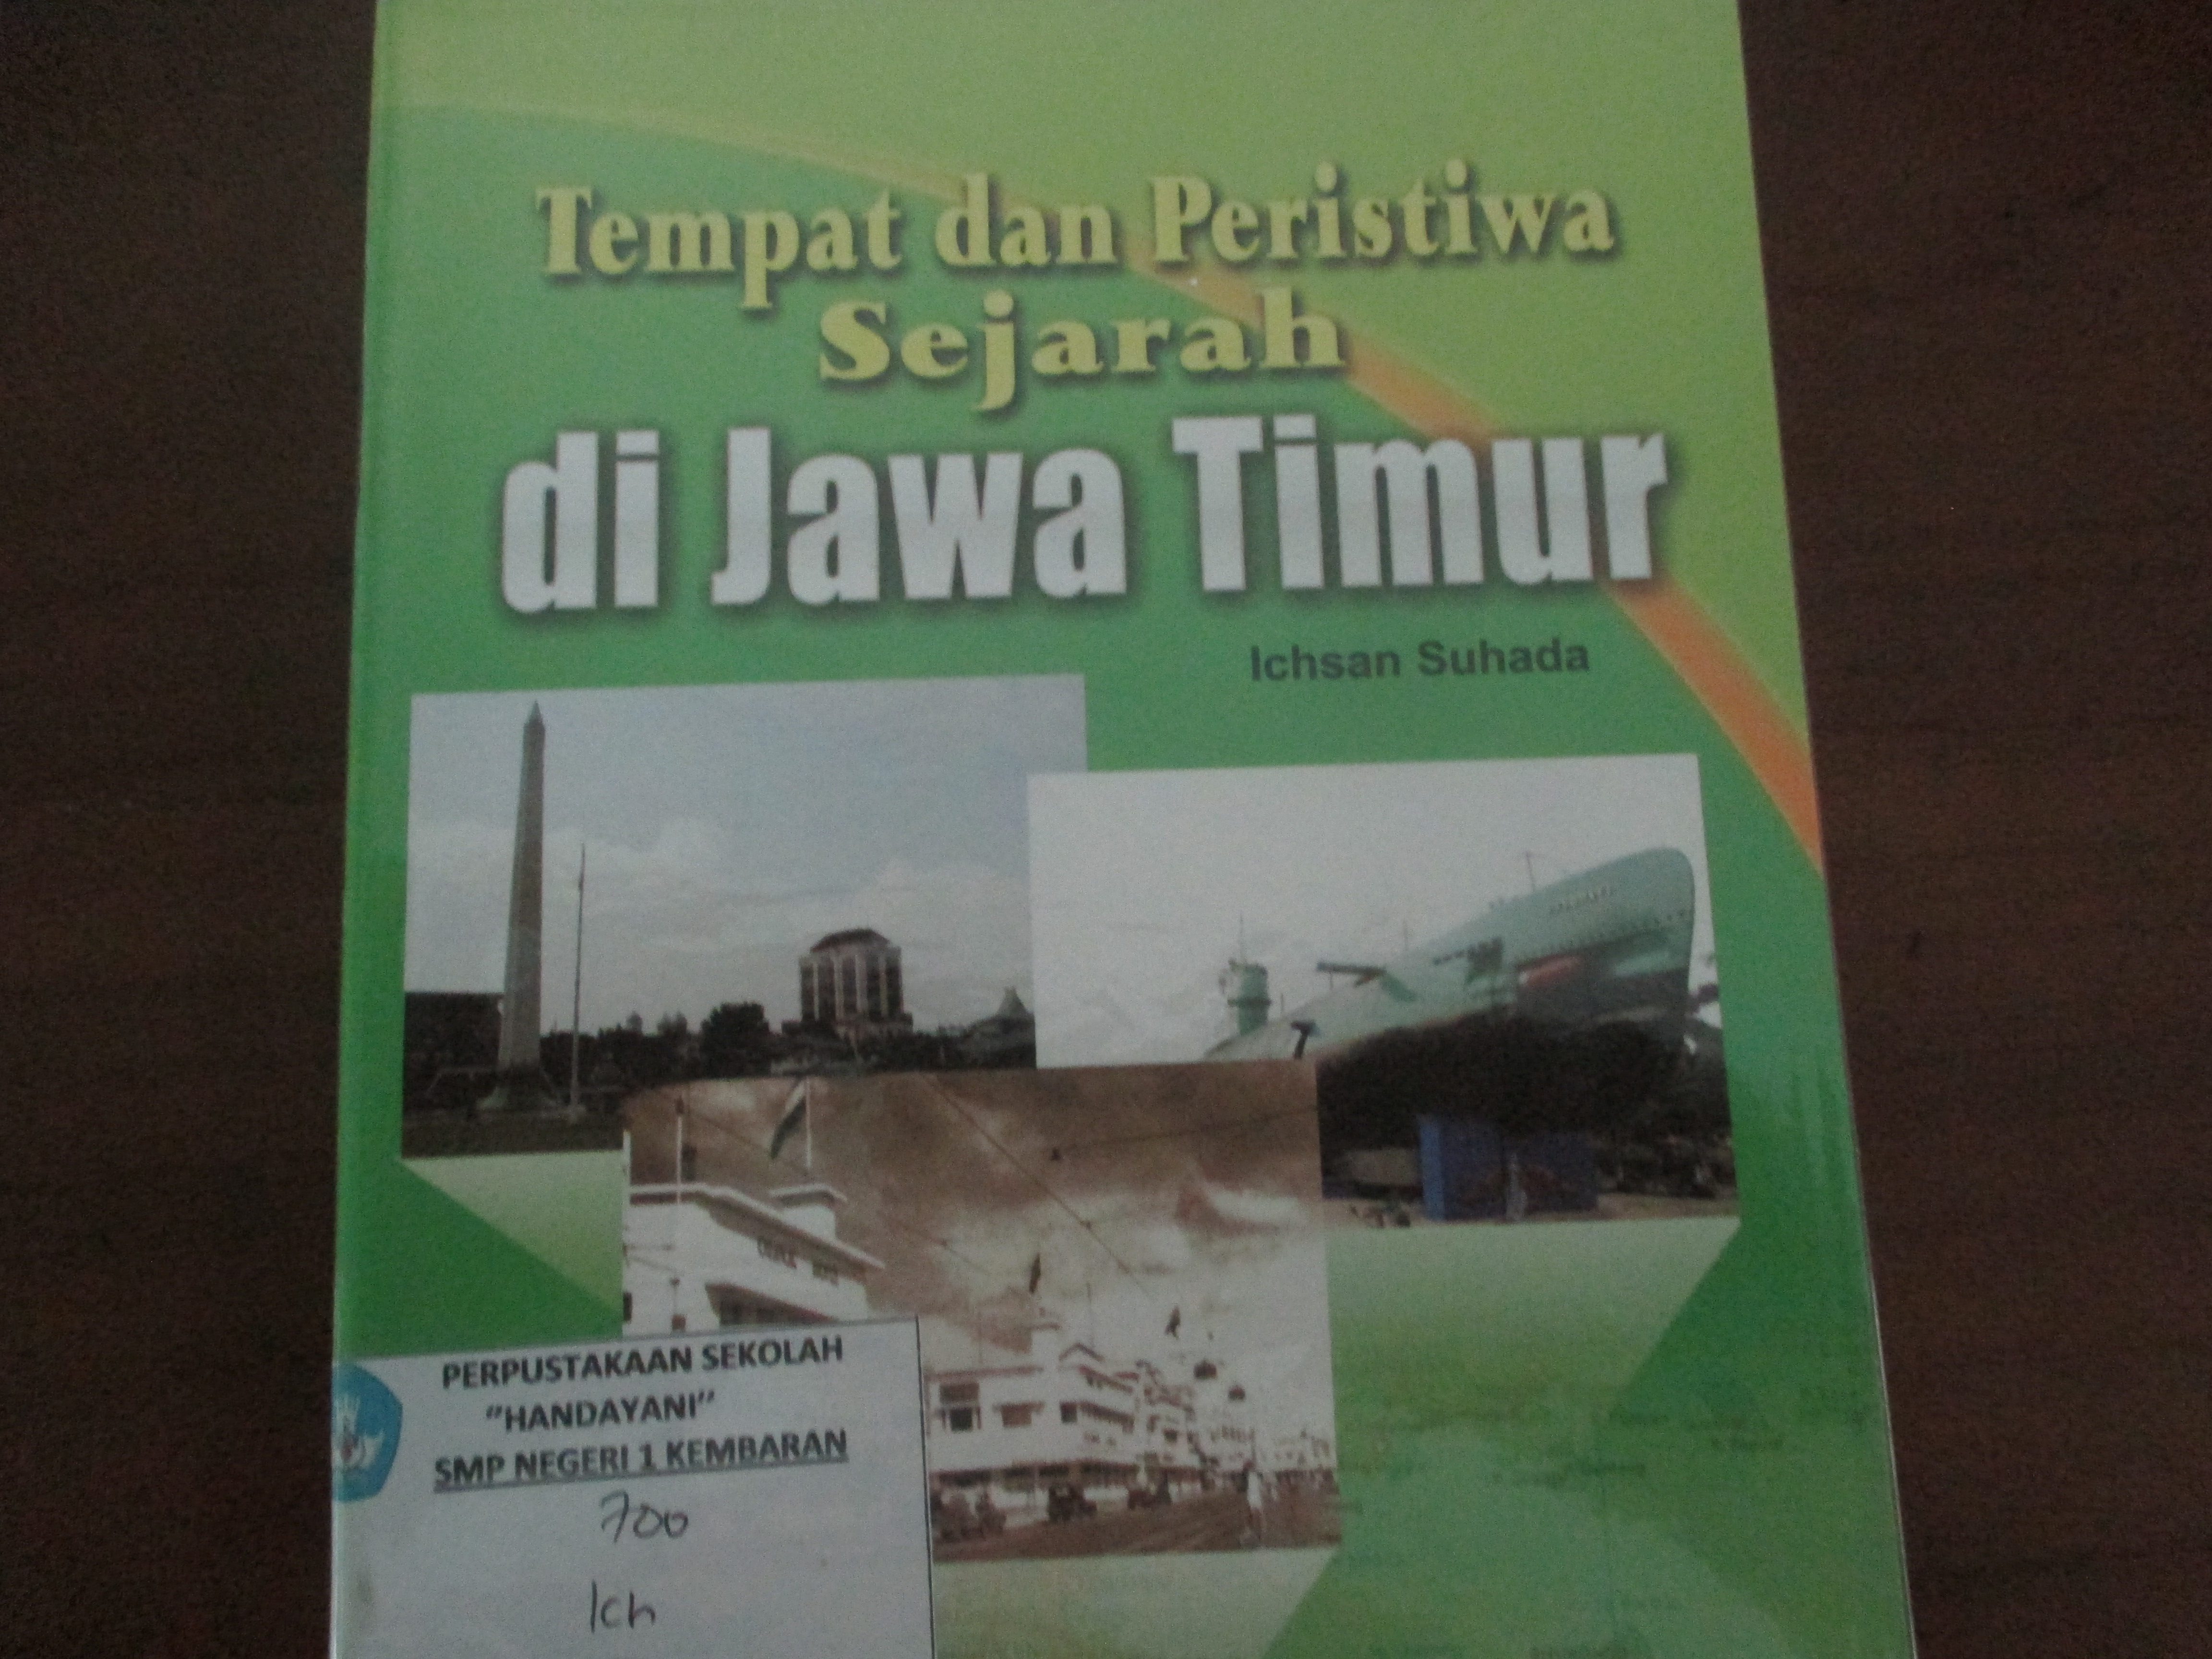 Tempat dan Peristiwa
Sejarah
di Jawa Timur
Ichsan Suhada
PERPUSTAKAAN SEKOLAH
"HANDAYANI"
SMP NEGERI 1 KEMBARAN
700
Ich